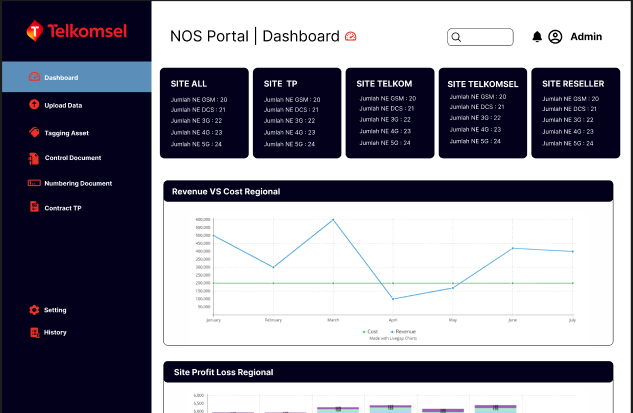 Telkomsel
NOS Portal | Dashboard
Admin
Dashboard
Upload Data
Tagging Asset
Control Document
Numbering Document
Contract TP
Setting
History
SITE ALL
Jumlah NE GSM : 20
Jumlah NE DCS : 21
Jumlah NE 3G : 22
Jumlah NE 4G : 23
Jumlah NE 5G : 24
SITE TP
Jumlah NE GSM : 20
Jumlah NE DCS : 21
Jumlah NE 3G : 22
Jumlah NE 4G : 23
Jumlah NE 5G : 24
SITE TELKOM
Jumlah NE GSM : 20
Jumlah NE DCS : 21
Jumlah NE 3G : 22
Jumlah NE 4G : 23
Jumlah NE 5G : 24
SITE TELKOMSEL
Jumlah NE GSM : 20
Jumlah NE DCS : 21
Jumlah NE 3G : 22
Jumlah NE 4G : 23
Jumlah NE 5G : 24
SITE RESELLER
Jumlah NE GSM : 20
Jumlah NE DCS : 21
Jumlah NE 3G : 22
Jumlah NE 4G : 23
Jumlah NE 5G : 24
Revenue VS Cost Regional
600,000
550,000
500,000
450,000
400,000
350,000
300,000
250,000
200,000
150,000
100,000
50,000
January February March April May June July
Cost Revenue
Made with Livegap Charts
Site Profit Loss Regional
6,000
5,500
5,000